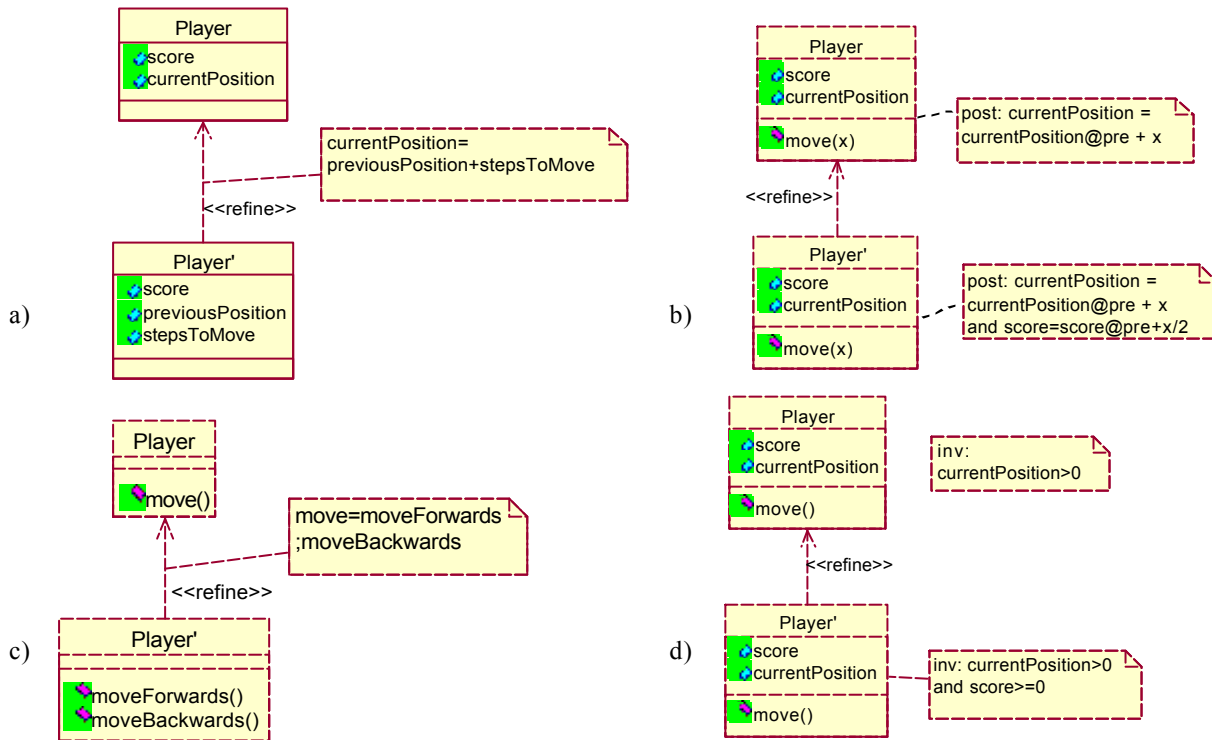 Player
score
currentPosition
currentPosition=
previousPosition+stepsToMove
<<refine>>
Player'
score
previousPosition
stepsToMove
a)
Player
score
currentPosition
move(x)
post: currentPosition =
currentPosition@pre + x
<<refine>>
Player'
score
currentPosition
move(x)
post: currentPosition =
currentPosition@pre + x
and score=score@pre+x/2
b)
Player
move()
move=moveForwards
;moveBackwards
<<refine>>
Player'
moveForwards()
moveBackwards()
c)
Player
score
currentPosition
move()
inv:
currentPosition>0
<<refine>>
Player'
score
currentPosition
move()
inv: currentPosition>0
and score>=0
d)